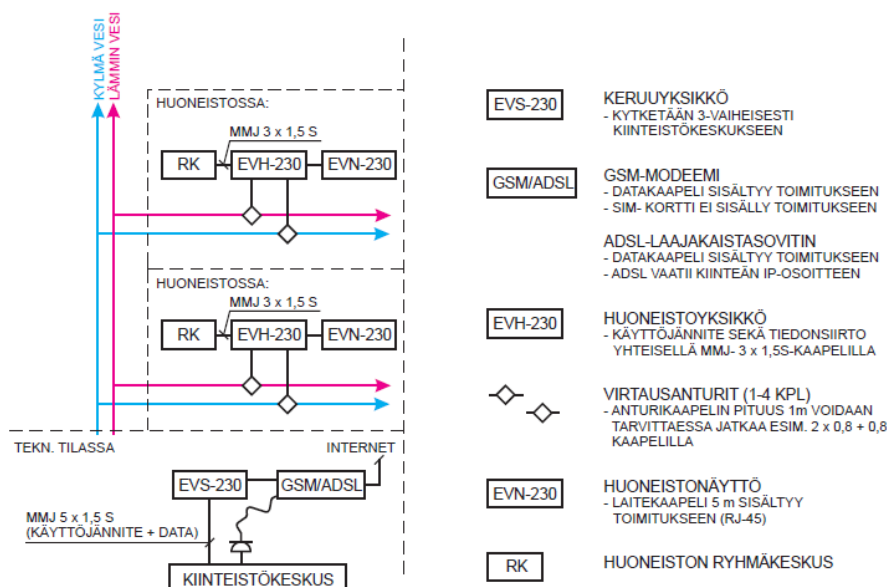 KYLMÄ VESI
LÄMMIN VESI
HUONEISTOSSA:
MMJ 3 x 1,5 S
RK
EVH-230
EVN-230
HUONEISTOSSA:
MMJ 3 x 1,5 S
RK
EVH-230
EVN-230
TEKN. TILASSA
INTERNET
EVS-230
GSM/ADSL
MMJ 5 x 1,5 S
(KÄYTTÖJÄNNITE + DATA)
KIINTEISTÖKESKUS
EVS-230
KERUUYKSIKKÖ
- KYTKETÄÄN 3-VAIHEISESTI
KIINTEISTÖKESKUKSEEN
GSM/ADSL
GSM-MODEEMI
- DATAKAAPELI SISÄLTYY TOIMITUKSEEN
- SIM- KORTTI EI SISÄLLY TOIMITUKSEEN
ADSL-LAAJAKAISTASOVITIN
- DATAKAAPELI SISÄLTYY TOIMITUKSEEN
- ADSL VAATII KIINTEÄN IP-OSOITTEEN
EVH-230
HUONEISTOYKSIKKÖ
- KÄYTTÖJÄNNITE SEKÄ TIEDONSIIRTO
YHTEISELLÄ MMJ- 3 x 1,5S-KAAPELILLA
VIRTAUSANTURIT (1-4 KPL)
- ANTURIKAAPELIN PITUUS 1m VOIDAAN
TARVITTAESSA JATKAA ESIM. 2 x 0,8 + 0,8
KAAPELILLA
EVN-230
HUONEISTONÄYTTÖ
- LAITEKAAPELI 5 m SISÄLTYY
TOIMITUKSEEN (RJ-45)
RK
HUONEISTON RYHMÄKESKUS